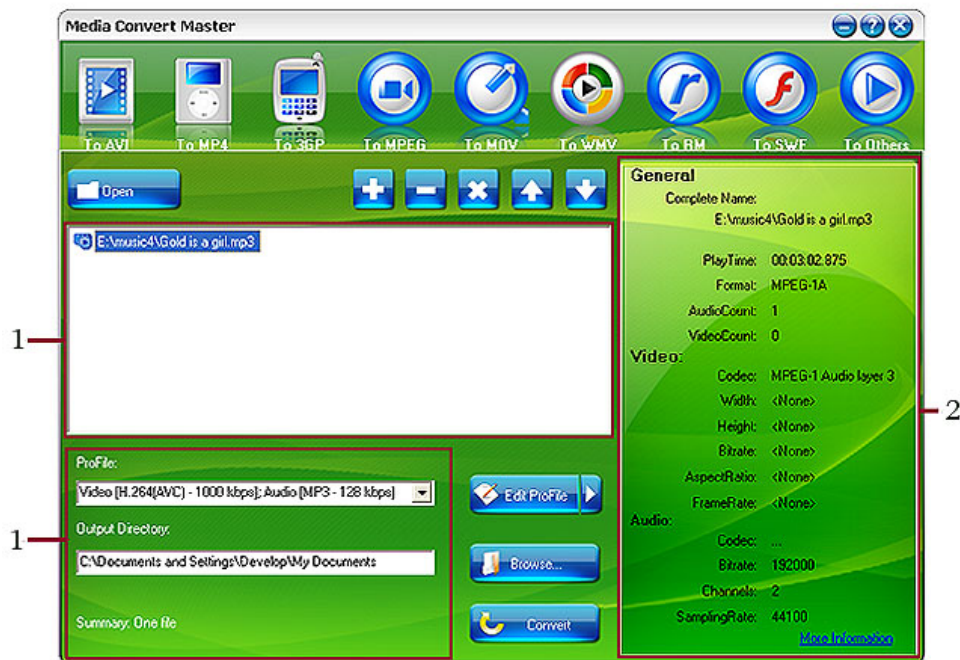 Media Convert Master
To AVI To MP4 To 3GP To MPEG To MOV To WMV To RM To SWF To Others
Open
E:\music4\Gold is a girl.mp3
General
Complete Name:
E:\music4\Gold is a girl.mp3
PlayTime: 00:03:02.875
Format: MPEG-1A
AudioCount: 1
VideoCount: 0
Video:
Codec: MPEG-1 Audio layer 3
Width: <None>
Height: <None>
Bitrate: <None>
AspectRatio: <None>
FrameRate: <None>
Audio:
Codec: ...
Bitrate: 192000
Channels: 2
SamplingRate: 44100
More Information
1
2
ProFile:
Video [H.264(AVC) - 1000 kbps]; Audio [MP3 - 128 kbps]
Edit ProFile
1
Output Directory:
C:\Documents and Settings\Develop\My Documents
Browse...
Summary: One file
Convert